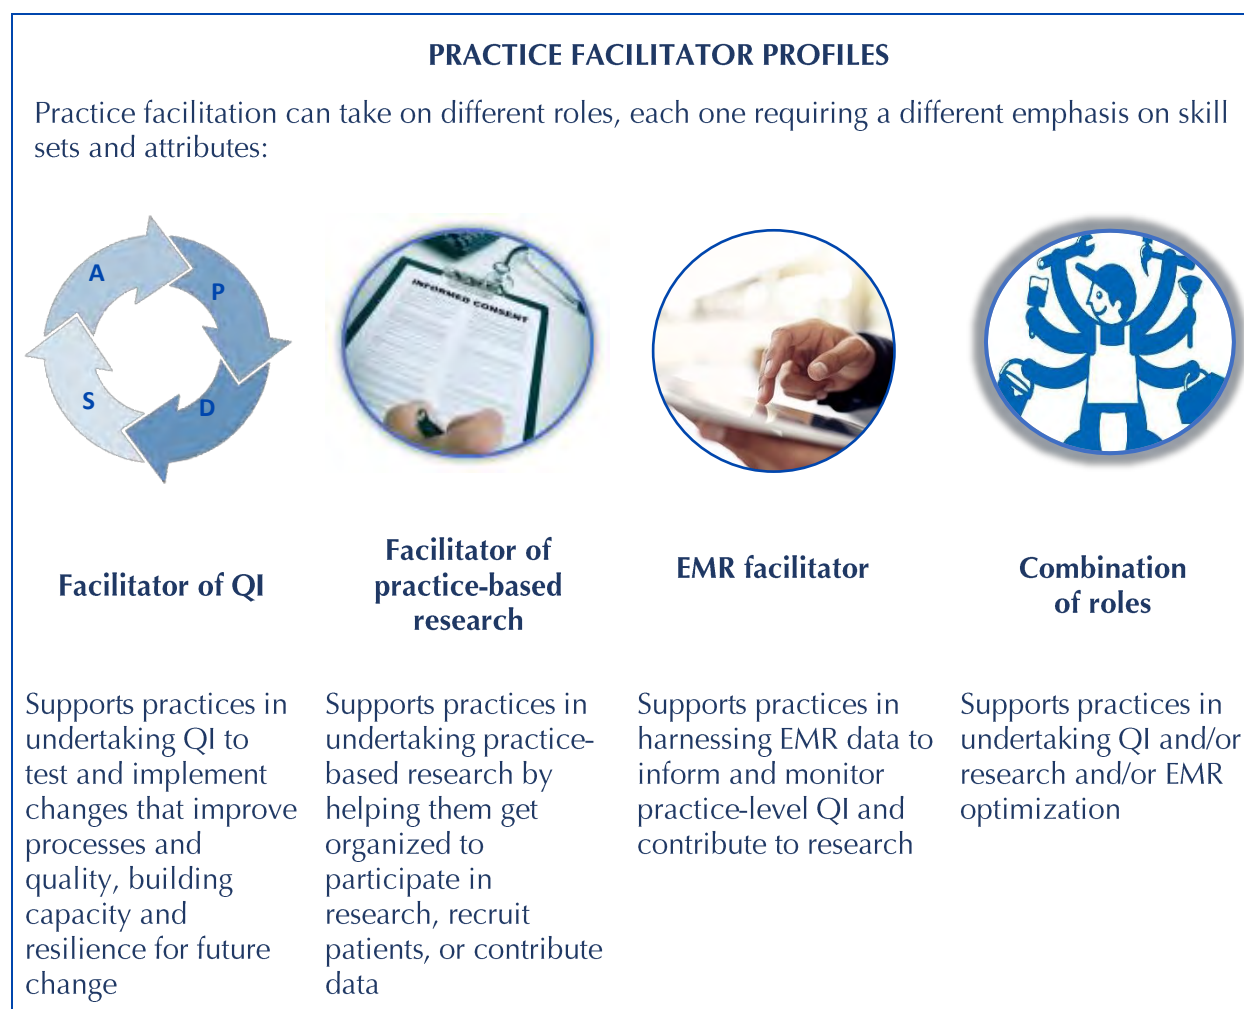 PRACTICE FACILITATOR PROFILES
Practice facilitation can take on different roles, each one requiring a different emphasis on skill
sets and attributes:
A
P
S
D
INFORMED CONSENT
Facilitator of QI
Facilitator of
practice-based
research
EMR facilitator
Combination
of roles
Supports practices in
undertaking QI to
test and implement
changes that improve
processes and
quality, building
capacity and
resilience for future
change
Supports practices in
undertaking practice-
based research by
helping them get
organized to
participate in
research, recruit
patients, or contribute
data
Supports practices in
harnessing EMR data to
inform and monitor
practice-level QI and
contribute to research
Supports practices in
undertaking QI and/or
research and/or EMR
optimization